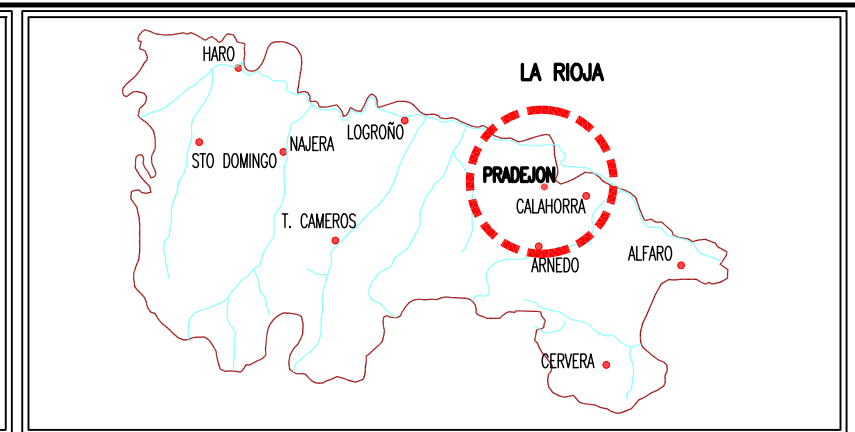 HARO
LA RIOJA
LOGROÑO
NAJERA
STO DOMINGO
PRADEJON
CALAHORRA
T. CAMEROS
ALFARO
ARNEDO
CERVERA